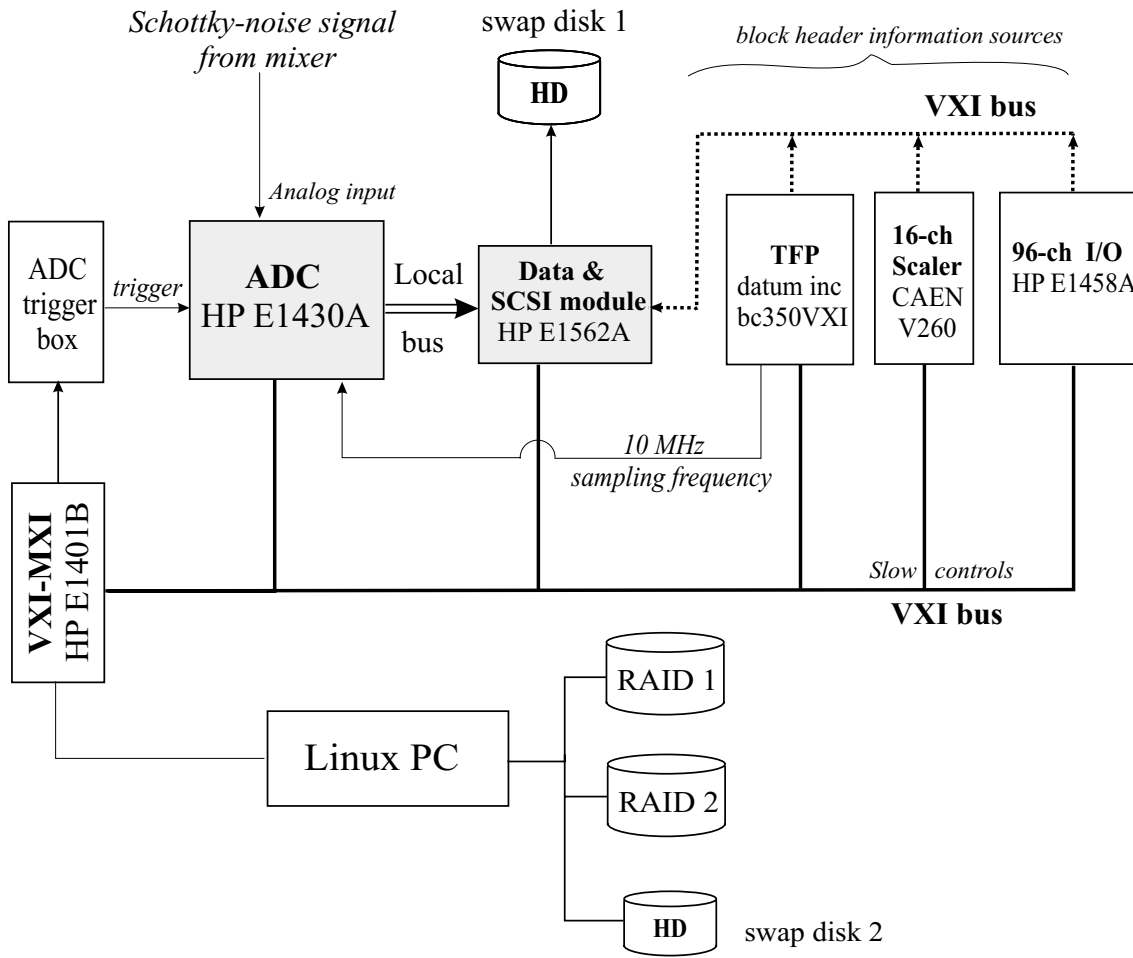 Schottky-noise signal
from mixer
swap disk 1
HD
block header information sources
VXI bus
Analog input
ADC
trigger
box
trigger
ADC
HP E1430A
Local
bus
Data &
SCSI module
HP E1562A
TFP
datum inc
bc350VXI
16-ch
Scaler
CAEN
V260
96-ch I/O
HP E1458A
10 MHz
sampling frequency
VXI-MXI
HP E1401B
Slow controls
VXI bus
Linux PC
RAID 1
RAID 2
HD
swap disk 2